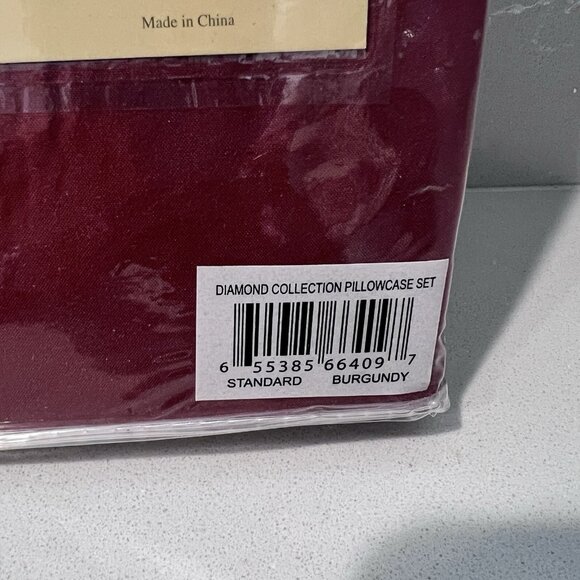 Made in China
DIAMOND COLLECTION PILLOWCASE SET
6 55385 66409 7
STANDARD BURGUNDY